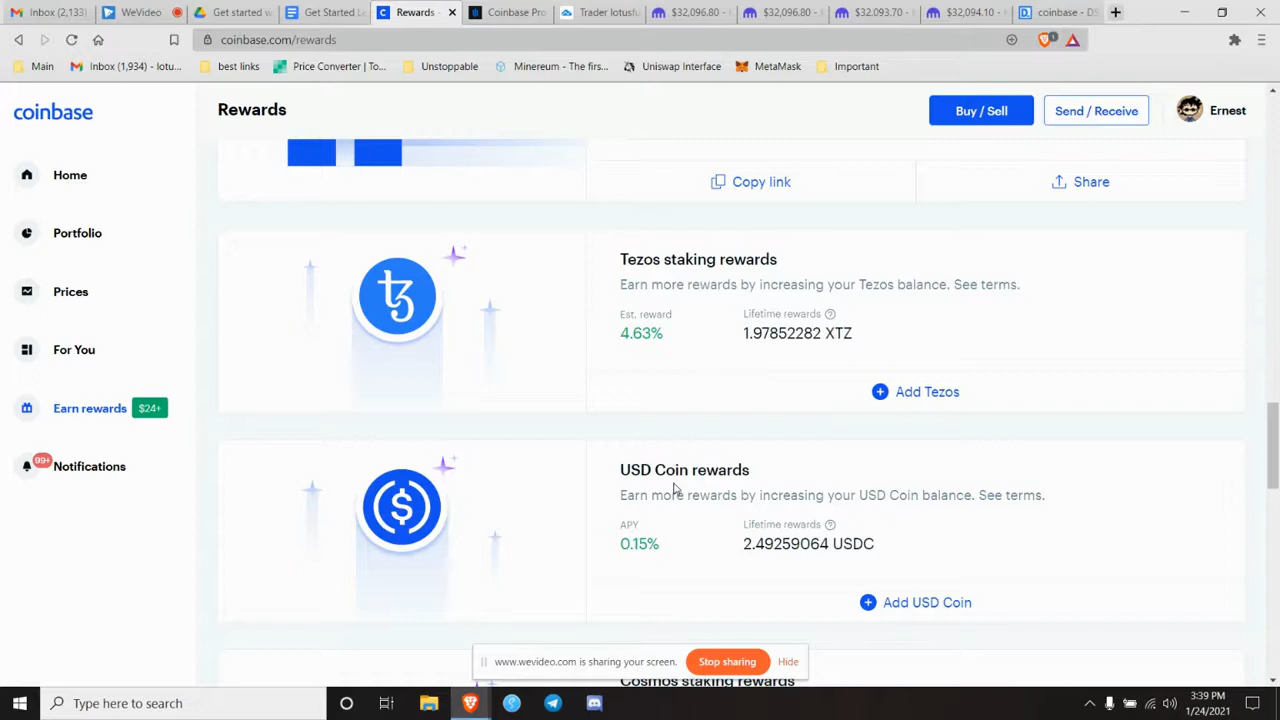 Inbox (2,133)
WeVideo
Get started w
Get Started Le
Rewards
Coinbase Pro
Trader lotusfu
$32,096.80 -
$32,096.80 -
$32,093.70 -
$32,094.10 -
coinbase - DS
coinbase.com/rewards
1
Main
Inbox (1,934) - lotu...
best links
Price Converter | To...
Unstoppable
Minereum - The firs...
Uniswap Interface
MetaMask
Important
coinbase
Rewards
Buy / Sell
Send / Receive
Ernest
Home
Portfolio
Prices
For You
Earn rewards
$24+
99+
Notifications
Copy link
Share
Tezos staking rewards
Earn more rewards by increasing your Tezos balance. See terms.
Est. reward
Lifetime rewards
4.63%
1.97852282 XTZ
Add Tezos
USD Coin rewards
Earn more rewards by increasing your USD Coin balance. See terms.
APY
Lifetime rewards
0.15%
2.49259064 USDC
Add USD Coin
www.wevideo.com is sharing your screen.
Stop sharing
Hide
Cosmos staking rewards
Type here to search
3:39 PM
1/24/2021